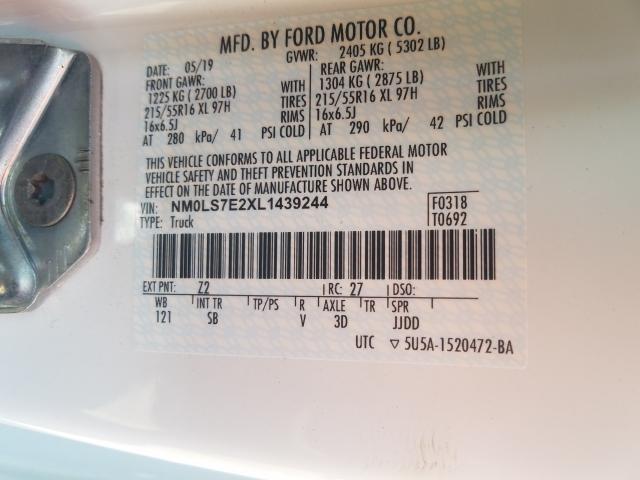 MFD. BY FORD MOTOR CO.
DATE: 05/19 GVWR: 2405 KG ( 5302 LB)
FRONT GAWR: REAR GAWR:
1225 KG ( 2700 LB) WITH 1304 KG ( 2875 LB) WITH
215/55R16 XL 97H TIRES 215/55R16 XL 97H TIRES
16x6.5J RIMS 16x6.5J RIMS
AT 280 kPa/ 41 PSI COLD AT 290 kPa/ 42 PSI COLD
THIS VEHICLE CONFORMS TO ALL APPLICABLE FEDERAL MOTOR
VEHICLE SAFETY AND THEFT PREVENTION STANDARDS IN
EFFECT ON THE DATE OF MANUFACTURE SHOWN ABOVE.
VIN: NM0LS7E2XL1439244 F0318
TYPE: Truck T0692
EXT PNT: Z2 RC: 27 DSO:
WB INT TR TP/PS R AXLE TR SPR
121 SB V 3D JJDD
UTC ▽ 5U5A-1520472-BA